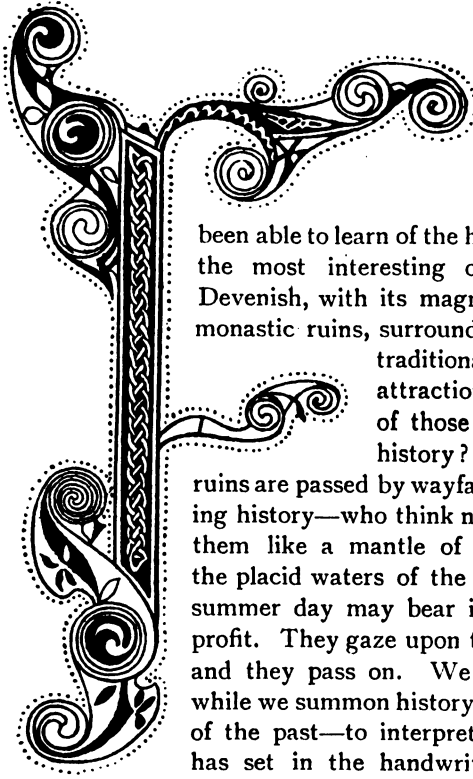 F
been able to learn of the h
the most interesting o
Devenish, with its magn
monastic ruins, surround
traditiona
attraction
of those
history ?
ruins are passed by wayfa
ing history—who think n
them like a mantle of
the placid waters of the
summer day may bear i
profit. They gaze upon t
and they pass on. We
while we summon history
of the past—to interpret
has set in the handwri